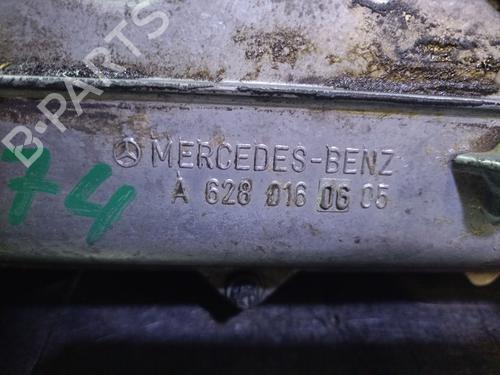 B-PARTS
MERCEDES-BENZ
A 628 016 06 05
74